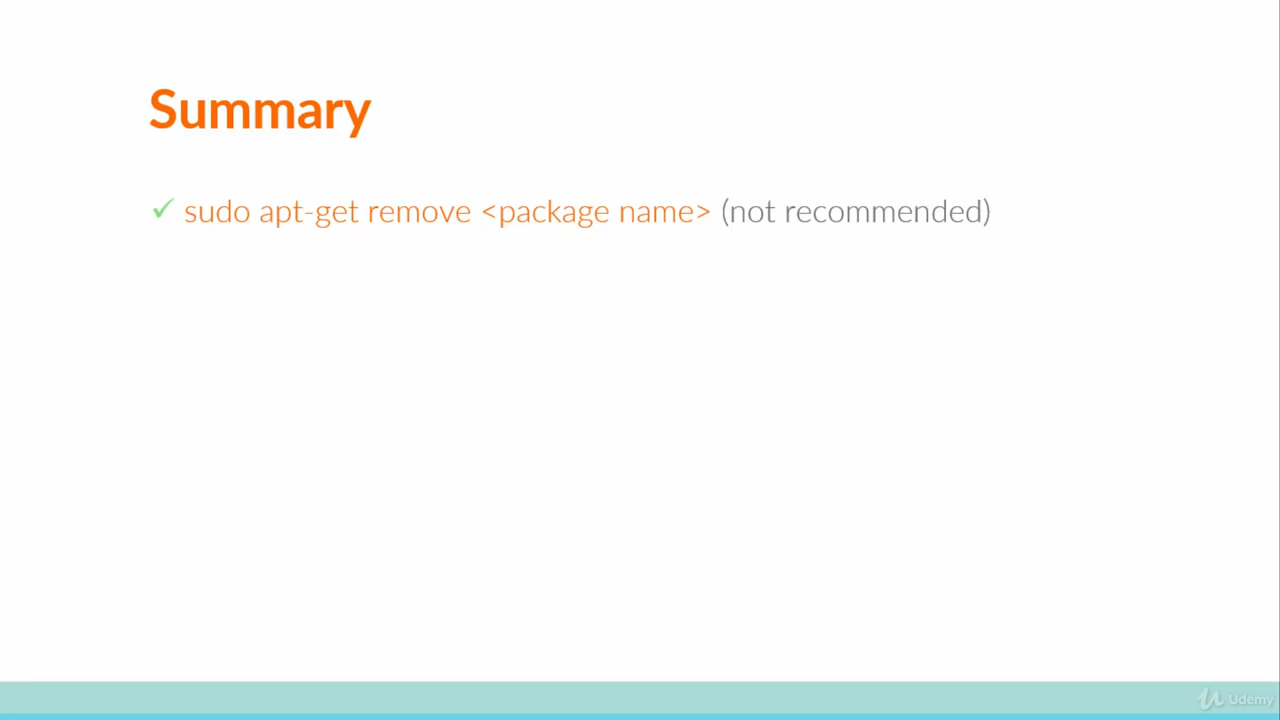 Summary
✓ sudo apt-get remove <package name> (not recommended)
Udemy